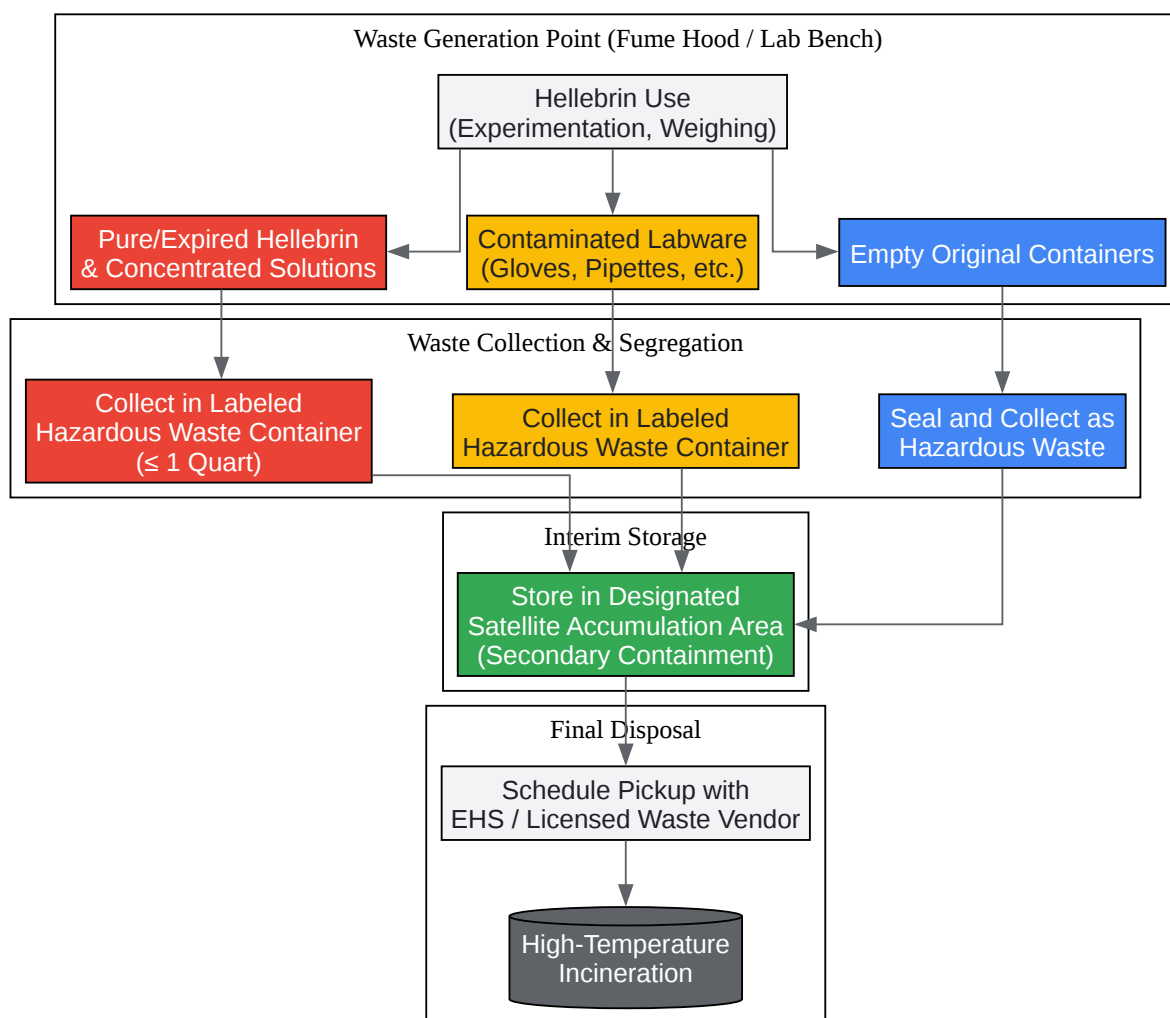 Waste Generation Point (Fume Hood / Lab Bench)
Hellebrin Use
(Experimentation, Weighing)
Pure/Expired Hellebrin
& Concentrated Solutions
Contaminated Labware
(Gloves, Pipettes, etc.)
Empty Original Containers
Waste Collection & Segregation
Collect in Labeled
Hazardous Waste Container
(≤ 1 Quart)
Collect in Labeled
Hazardous Waste Container
Seal and Collect as
Hazardous Waste
Interim Storage
Store in Designated
Satellite Accumulation Area
(Secondary Containment)
Final Disposal
Schedule Pickup with
EHS / Licensed Waste Vendor
High-Temperature
Incineration